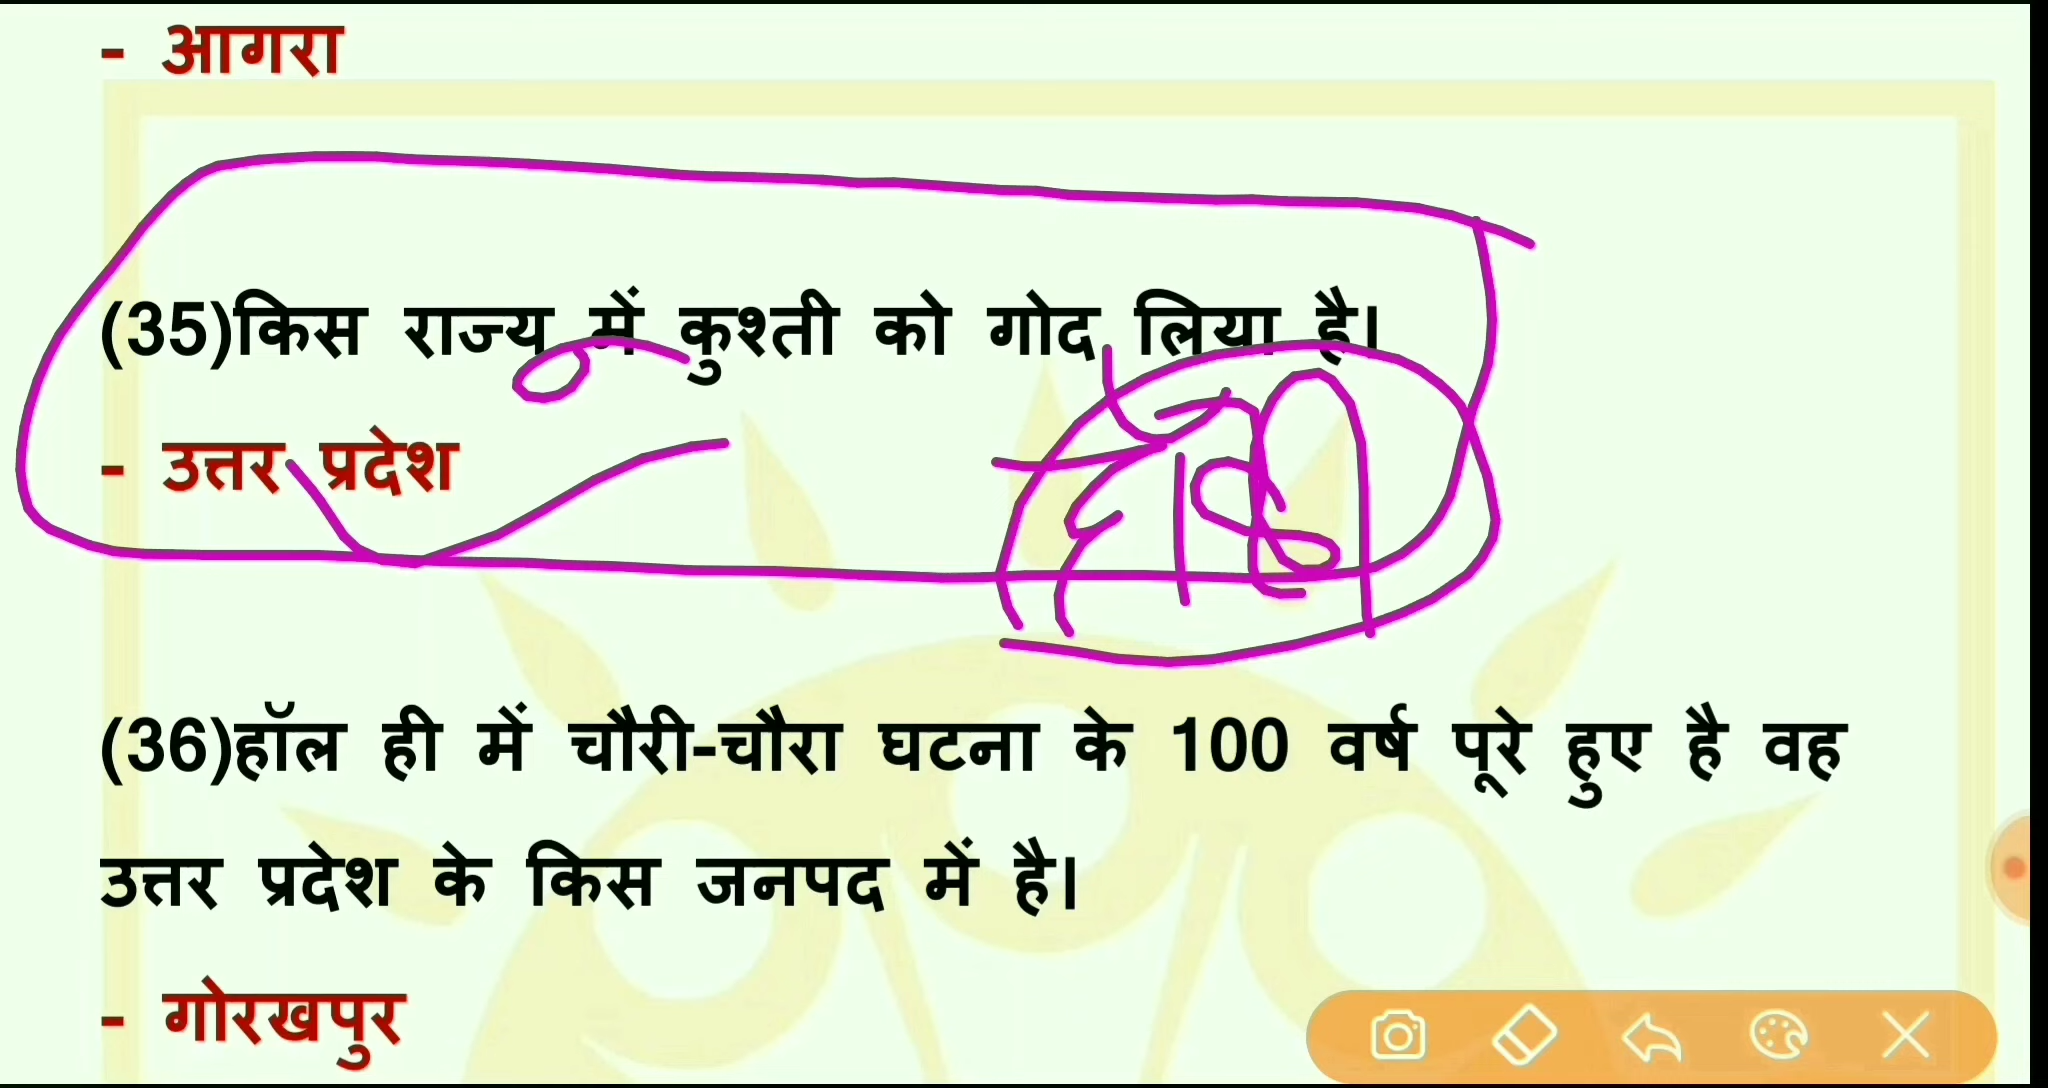 - आगरा
(35)किस राज्य में कुश्ती को गोद लिया है।
- उत्तर प्रदेश
(36)हॉल ही में चौरी-चौरा घटना के 100 वर्ष पूरे हुए है वह
उत्तर प्रदेश के किस जनपद में है।
- गोरखपुर